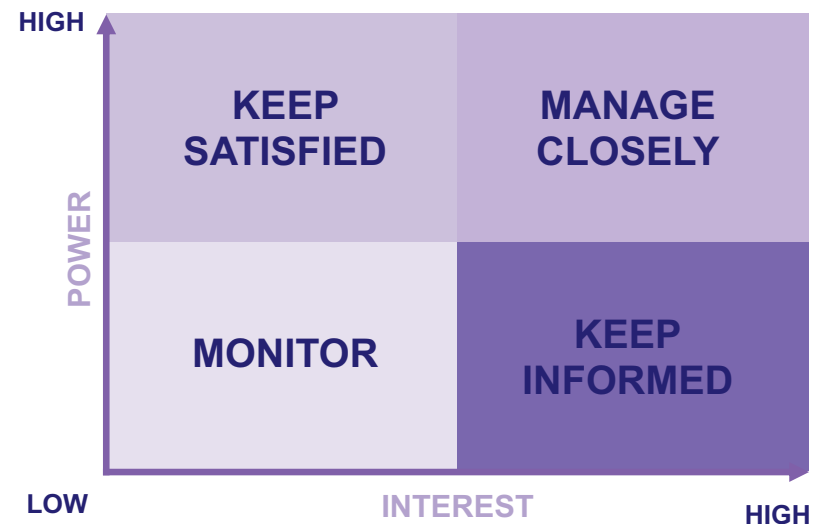 HIGH
KEEP
SATISFIED
MANAGE
CLOSELY
POWER
MONITOR
KEEP
INFORMED
LOW
INTEREST
HIGH